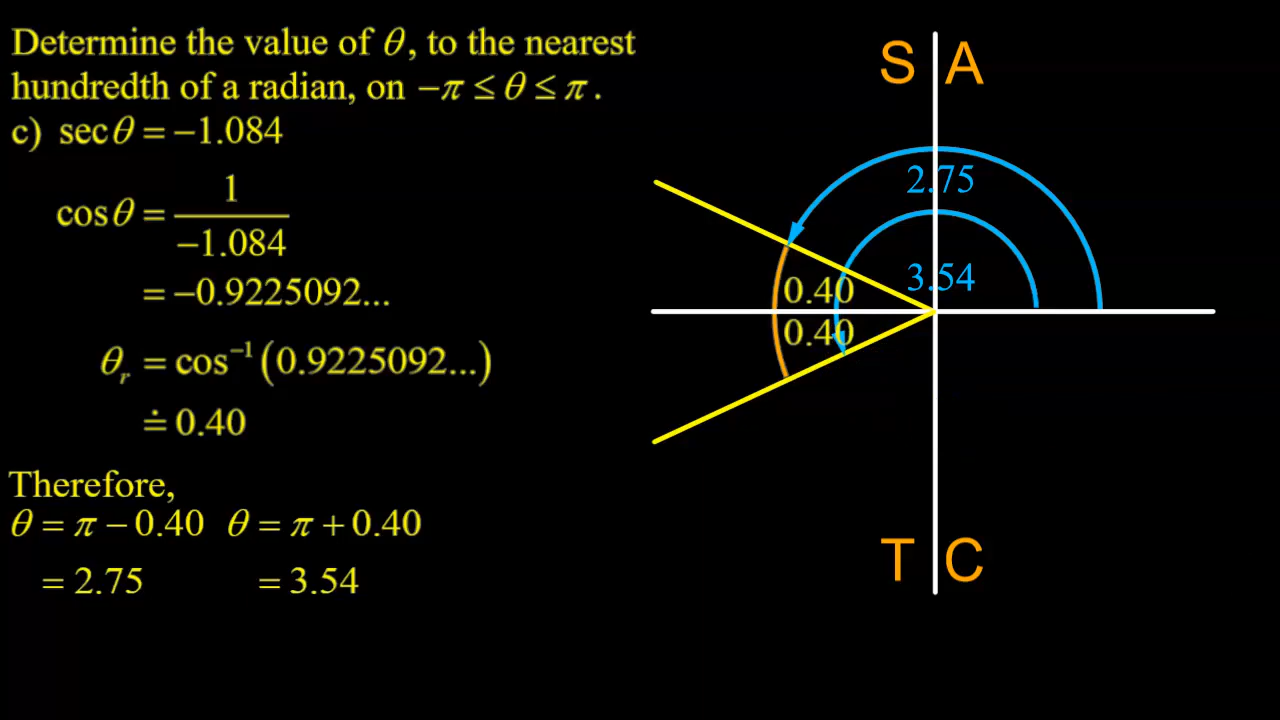 Determine the value of θ, to the nearest
hundredth of a radian, on −π ≤ θ ≤ π.
c) sec θ = −1.084
cos θ = 1 / −1.084
= −0.9225092...
θᵣ = cos⁻¹(0.9225092...)
≐ 0.40
Therefore,
θ = π − 0.40 θ = π + 0.40
= 2.75 = 3.54
S A
2.75
3.54
0.40
0.40
T C